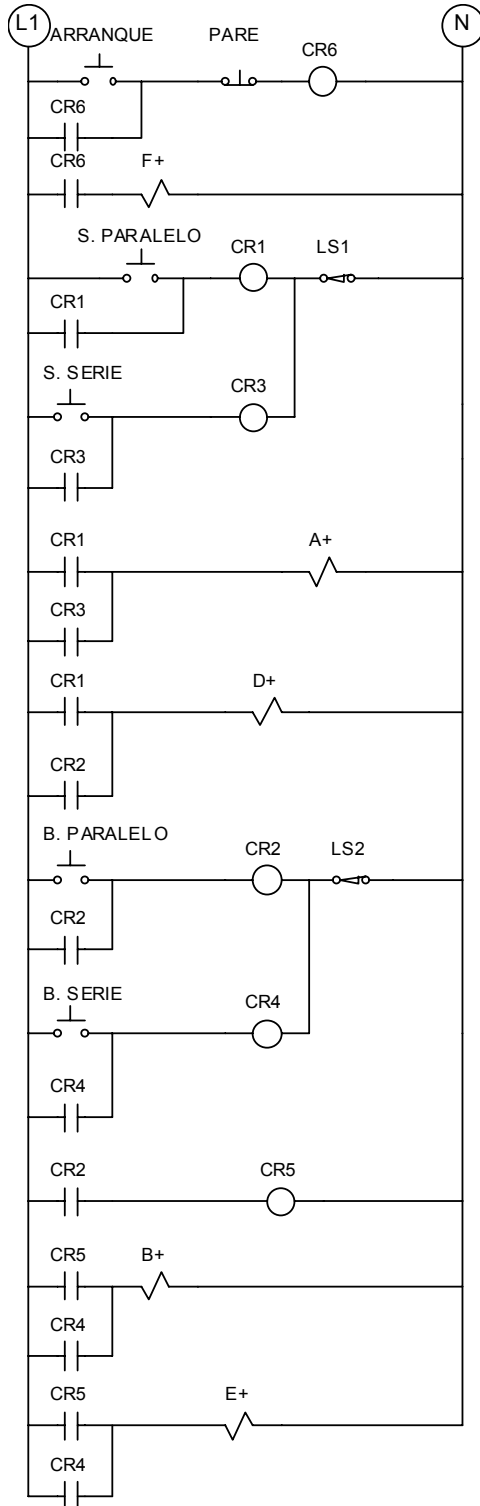 L1 N
ARRANQUE PARE CR6
CR6
CR6 F+
S. PARALELO CR1 LS1
CR1
S. SERIE CR3
CR3
CR1 A+
CR3
CR1 D+
CR2
B. PARALELO CR2 LS2
CR2
B. SERIE CR4
CR4
CR2 CR5
CR5 B+
CR4
CR5 E+
CR4